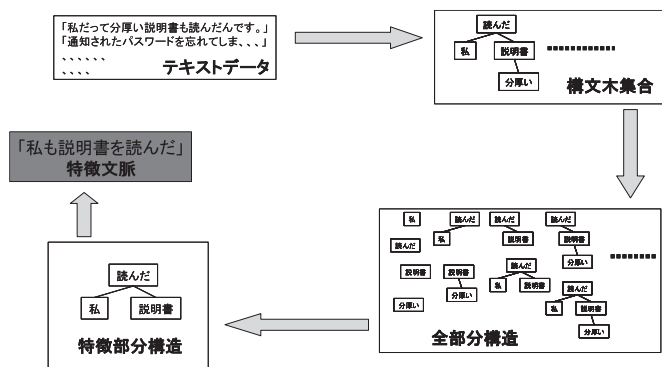 「私だって分厚い説明書も読んだんです。」
「通知されたパスワードを忘れてしま、、、」
、、、、、、
、、、、
テキストデータ
読んだ
私 説明書
分厚い
構文木集合
「私も説明書を読んだ」
特徴文脈
私 読んだ 読んだ 読んだ
読んだ 私 説明書 説明書
分厚い
説明書 説明書 読んだ
分厚い 私 説明書 読んだ
分厚い 私 説明書
分厚い
全部分構造
読んだ
私 説明書
特徴部分構造